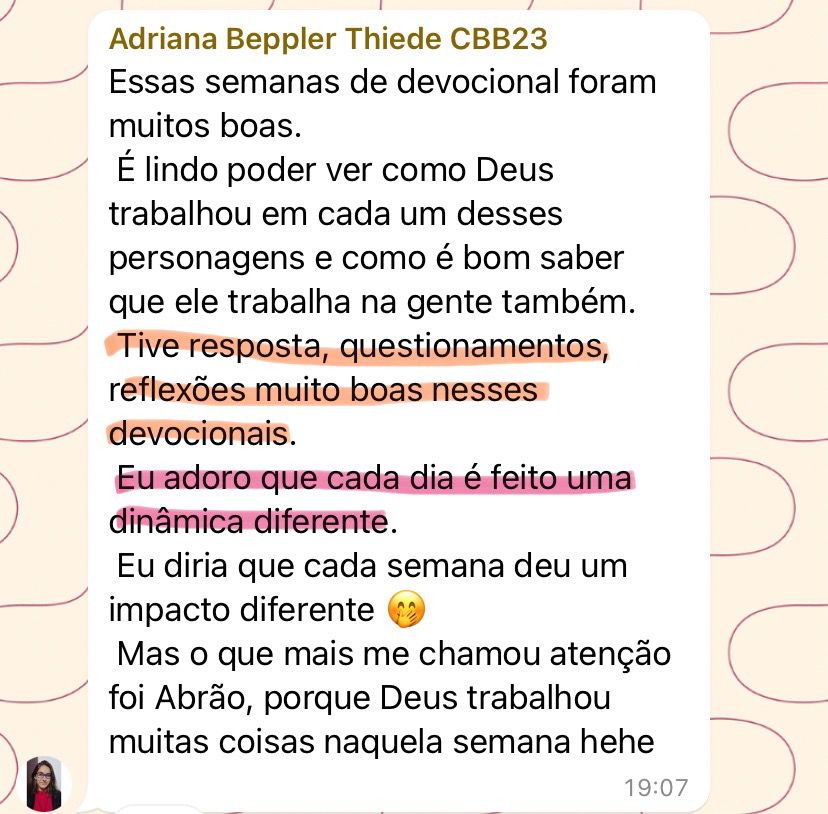 Adriana Beppler Thiede CBB23
Essas semanas de devocional foram
muitos boas.
É lindo poder ver como Deus
trabalhou em cada um desses
personagens e como é bom saber
que ele trabalha na gente também.
Tive resposta, questionamentos,
reflexões muito boas nesses
devocionais.
Eu adoro que cada dia é feito uma
dinâmica diferente.
Eu diria que cada semana deu um
impacto diferente 🤭
Mas o que mais me chamou atenção
foi Abrão, porque Deus trabalhou
muitas coisas naquela semana hehe
19:07